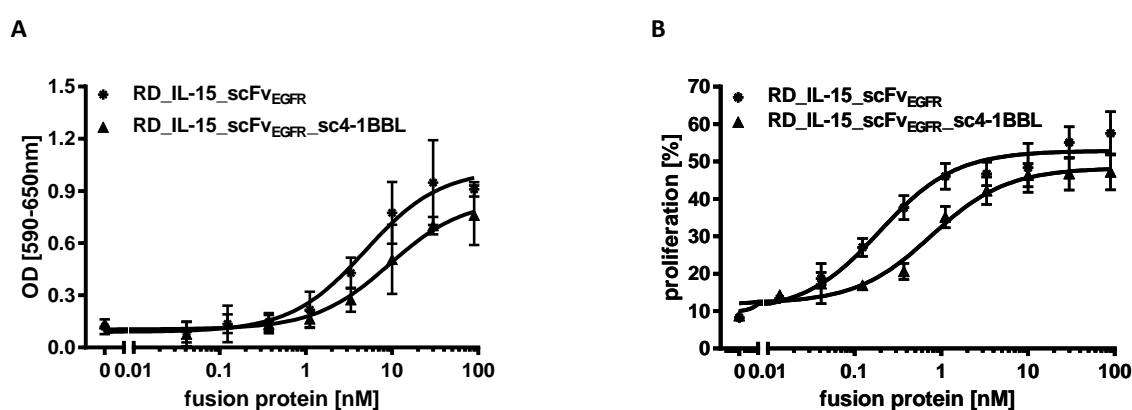 A
OD [590-650nm]
1.5
1.2
0.9
0.6
0.3
0.0
RD_IL-15_scFvEGFR
RD_IL-15_scFvEGFR_sc4-1BBL
0 0.01 0.1 1 10 100
fusion protein [nM]
B
proliferation [%]
70
60
50
40
30
20
10
0
RD_IL-15_scFvEGFR
RD_IL-15_scFvEGFR_sc4-1BBL
0 0.01 0.1 1 10 100
fusion protein [nM]